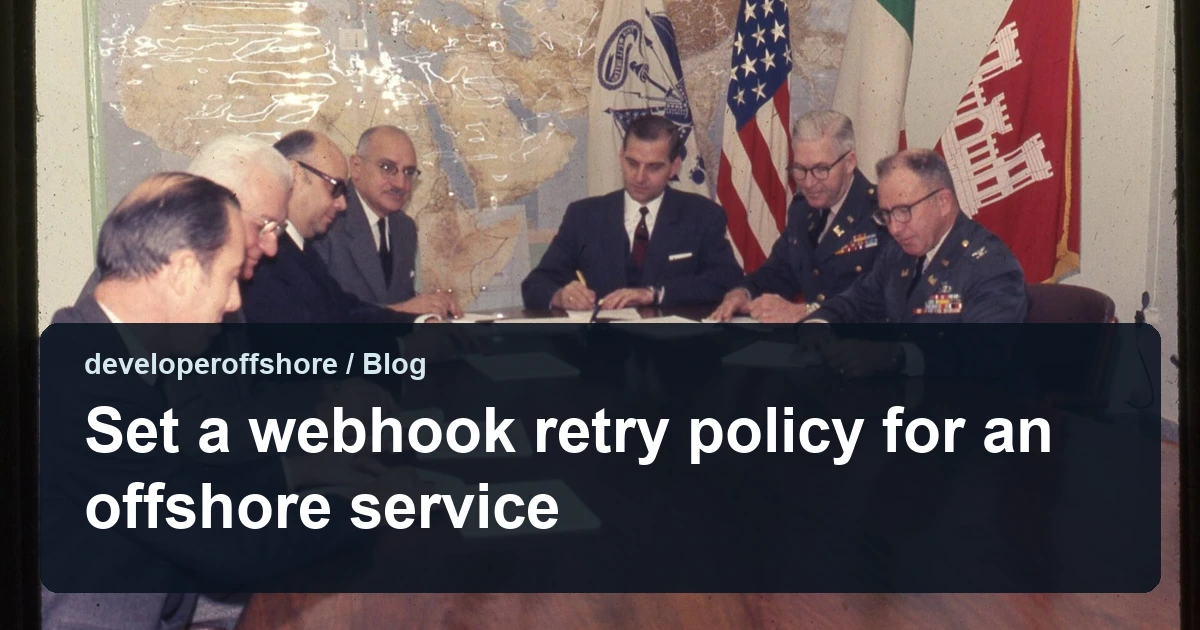 developeroffshore / Blog
Set a webhook retry policy for an
offshore service